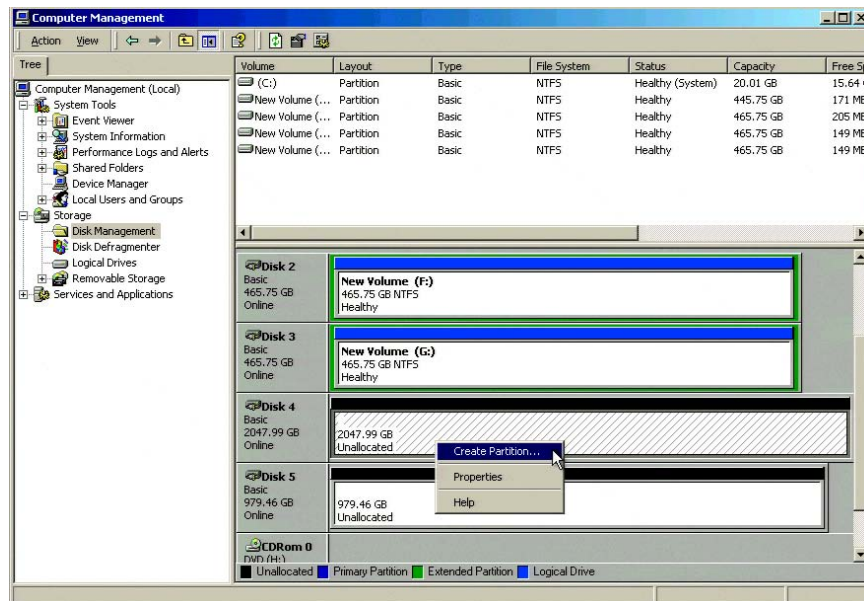 Computer Management
Action View
Tree
Computer Management (Local)
System Tools
Event Viewer
System Information
Performance Logs and Alerts
Shared Folders
Device Manager
Local Users and Groups
Storage
Disk Management
Disk Defragmenter
Logical Drives
Removable Storage
Services and Applications
Volume Layout Type File System Status Capacity Free Sp
(C:) Partition Basic NTFS Healthy (System) 20.01 GB 15.64
New Volume (... Partition Basic NTFS Healthy 445.75 GB 171 ME
New Volume (... Partition Basic NTFS Healthy 465.75 GB 205 ME
New Volume (... Partition Basic NTFS Healthy 465.75 GB 149 ME
New Volume (... Partition Basic NTFS Healthy 465.75 GB 149 ME
Disk 2
Basic
465.75 GB
Online
New Volume (F:)
465.75 GB NTFS
Healthy
Disk 3
Basic
465.75 GB
Online
New Volume (G:)
465.75 GB NTFS
Healthy
Disk 4
Basic
2047.99 GB
Online
2047.99 GB
Unallocated
Create Partition...
Properties
Help
Disk 5
Basic
979.46 GB
Online
979.46 GB
Unallocated
CDRom 0
DVD (H:)
Unallocated Primary Partition Extended Partition Logical Drive